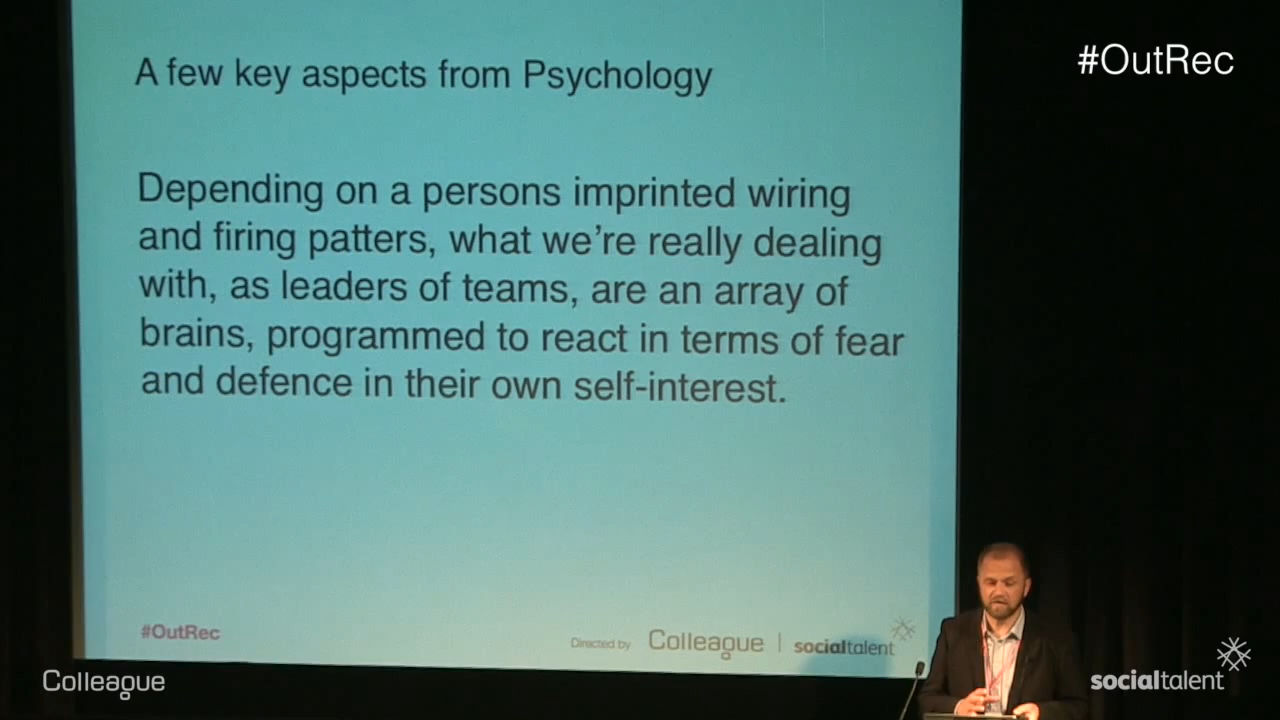 #OutRec
A few key aspects from Psychology
Depending on a persons imprinted wiring
and firing patters, what we're really dealing
with, as leaders of teams, are an array of
brains, programmed to react in terms of fear
and defence in their own self-interest.
#OutRec
Directed by Colleague | socialtalent
Colleague
socialtalent